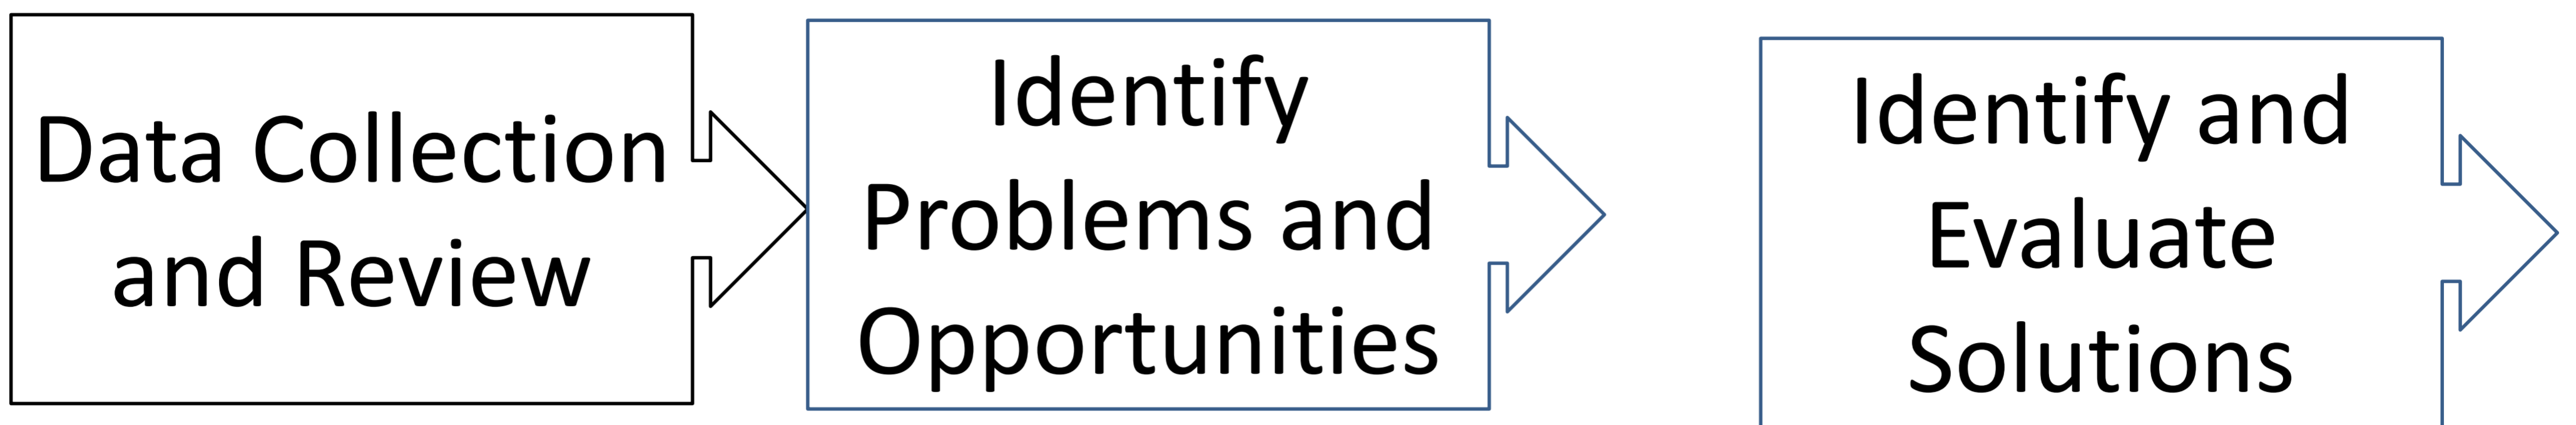 Data Collection
and Review
Identify
Problems and
Opportunities
Identify and
Evaluate
Solutions